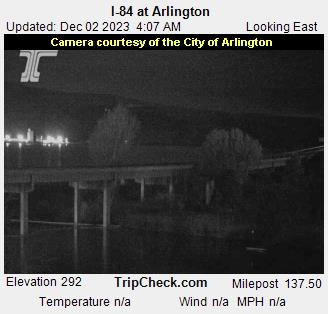 I-84 at Arlington
Updated: Dec 02 2023 4:07 AM Looking East
Camera courtesy of the City of Arlington
Elevation 292 TripCheck.com Milepost 137.50
Temperature n/a Wind n/a MPH n/a